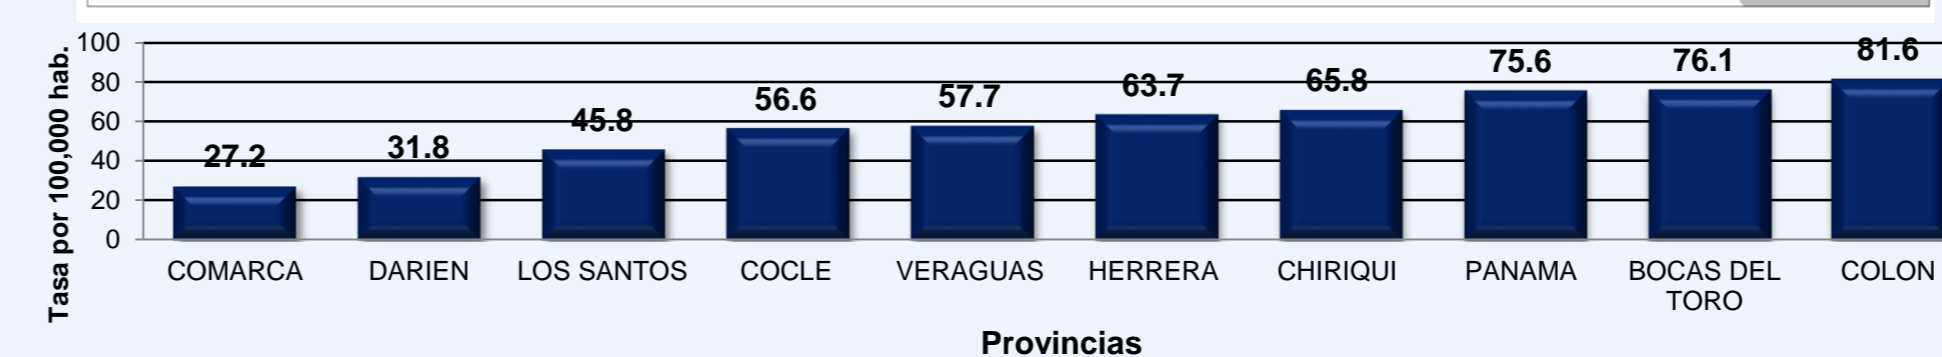 Tasa por 100,000 hab.
100
80
60
40
20
0
27.2
31.8
45.8
56.6
57.7
63.7
65.8
75.6
76.1
81.6
COMARCA
DARIEN
LOS SANTOS
COCLE
VERAGUAS
HERRERA
CHIRIQUI
PANAMA
BOCAS DEL
TORO
COLON
Provincias